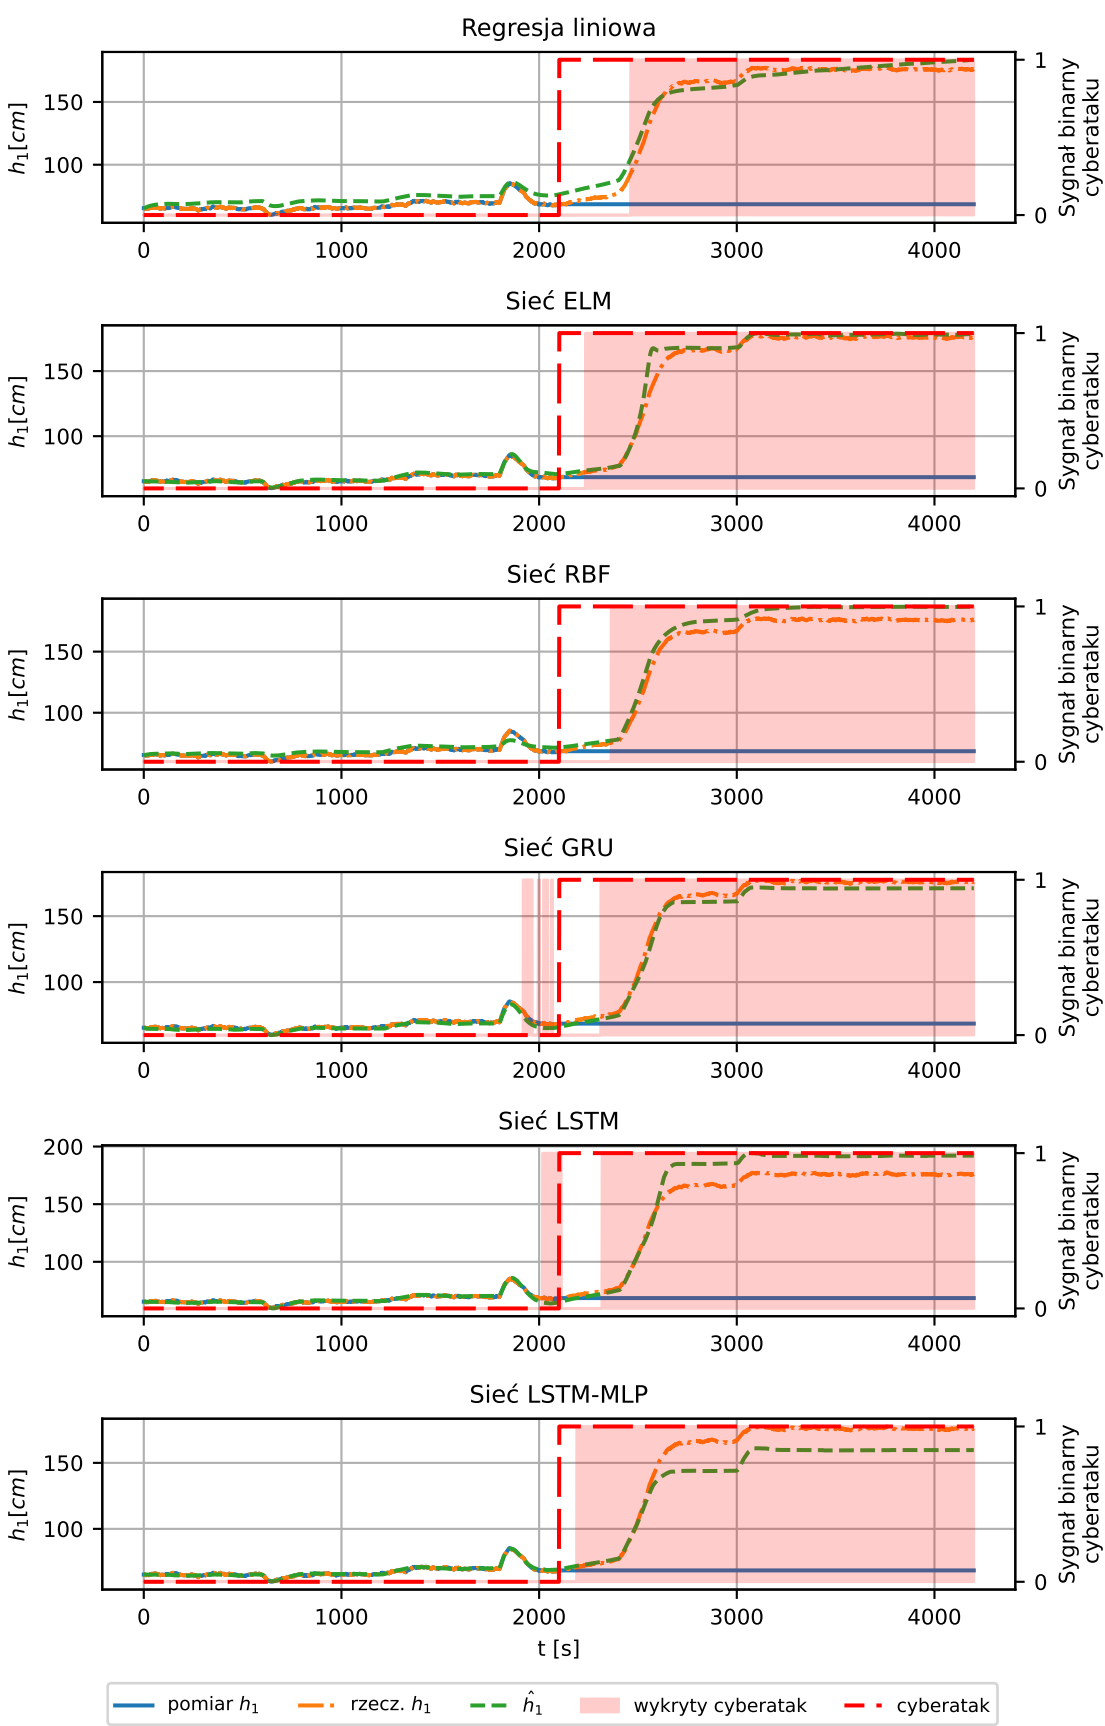 Regresja liniowa
150
100
h₁[cm]
1
0
Sygnał binarny
cyberataku
0 1000 2000 3000 4000
Sieć ELM
150
100
h₁[cm]
1
0
Sygnał binarny
cyberataku
0 1000 2000 3000 4000
Sieć RBF
150
100
h₁[cm]
1
0
Sygnał binarny
cyberataku
0 1000 2000 3000 4000
Sieć GRU
150
100
h₁[cm]
1
0
Sygnał binarny
cyberataku
0 1000 2000 3000 4000
Sieć LSTM
200
150
100
h₁[cm]
1
0
Sygnał binarny
cyberataku
0 1000 2000 3000 4000
Sieć LSTM-MLP
150
100
h₁[cm]
1
0
Sygnał binarny
cyberataku
0 1000 2000 3000 4000
t [s]
pomiar h₁ rzecz. h₁ ĥ₁ wykryty cyberatak cyberatak